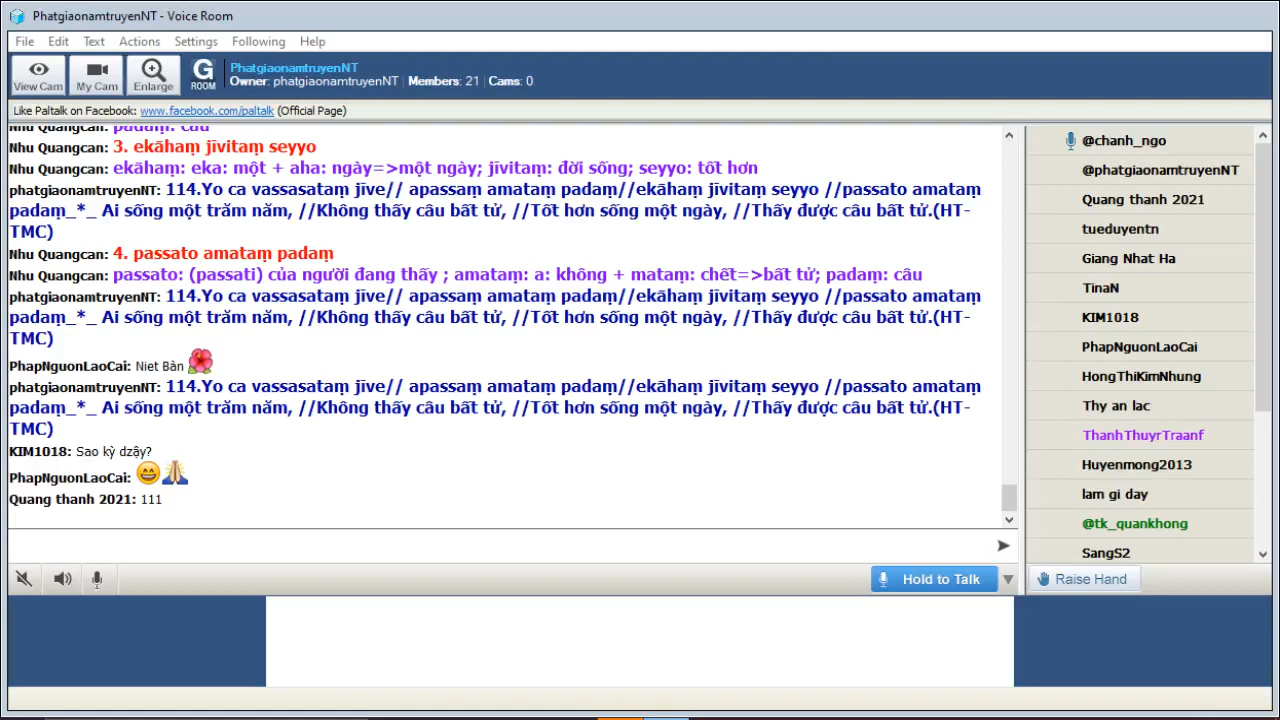 PhatgiaonamtruyenNT - Voice Room
File Edit Text Actions Settings Following Help
View Cam My Cam Enlarge G ROOM
PhatgiaonamtruyenNT
Owner: phatgiaonamtruyenNT | Members: 21 | Cams: 0
Like Paltalk on Facebook: www.facebook.com/paltalk (Official Page)
Nhu Quangcan: padaṃ: câu
Nhu Quangcan: 3. ekāhaṃ jīvitaṃ seyyo
Nhu Quangcan: ekāhaṃ: eka: một + aha: ngày=>một ngày; jīvitaṃ: đời sống; seyyo: tốt hơn
phatgiaonamtruyenNT: 114.Yo ca vassasataṃ jīve// apassaṃ amataṃ padaṃ//ekāhaṃ jīvitaṃ seyyo //passato amataṃ
padaṃ_*_ Ai sống một trăm năm, //Không thấy câu bất tử, //Tốt hơn sống một ngày, //Thấy được câu bất tử.(HT-
TMC)
Nhu Quangcan: 4. passato amataṃ padaṃ
Nhu Quangcan: passato: (passati) của người đang thấy ; amataṃ: a: không + mataṃ: chết=>bất tử; padaṃ: câu
phatgiaonamtruyenNT: 114.Yo ca vassasataṃ jīve// apassaṃ amataṃ padaṃ//ekāhaṃ jīvitaṃ seyyo //passato amataṃ
padaṃ_*_ Ai sống một trăm năm, //Không thấy câu bất tử, //Tốt hơn sống một ngày, //Thấy được câu bất tử.(HT-
TMC)
PhapNguonLaoCai: Niet Bàn
phatgiaonamtruyenNT: 114.Yo ca vassasataṃ jīve// apassaṃ amataṃ padaṃ//ekāhaṃ jīvitaṃ seyyo //passato amataṃ
padaṃ_*_ Ai sống một trăm năm, //Không thấy câu bất tử, //Tốt hơn sống một ngày, //Thấy được câu bất tử.(HT-
TMC)
KIM1018: Sao kỳ dzậy?
PhapNguonLaoCai:
Quang thanh 2021: 111
Hold to Talk
@chanh_ngo
@phatgiaonamtruyenNT
Quang thanh 2021
tueduyentn
Giang Nhat Ha
TinaN
KIM1018
PhapNguonLaoCai
HongThiKimNhung
Thy an lac
ThanhThuyrTraanf
Huyenmong2013
lam gi day
@tk_quankhong
SangS2
Raise Hand